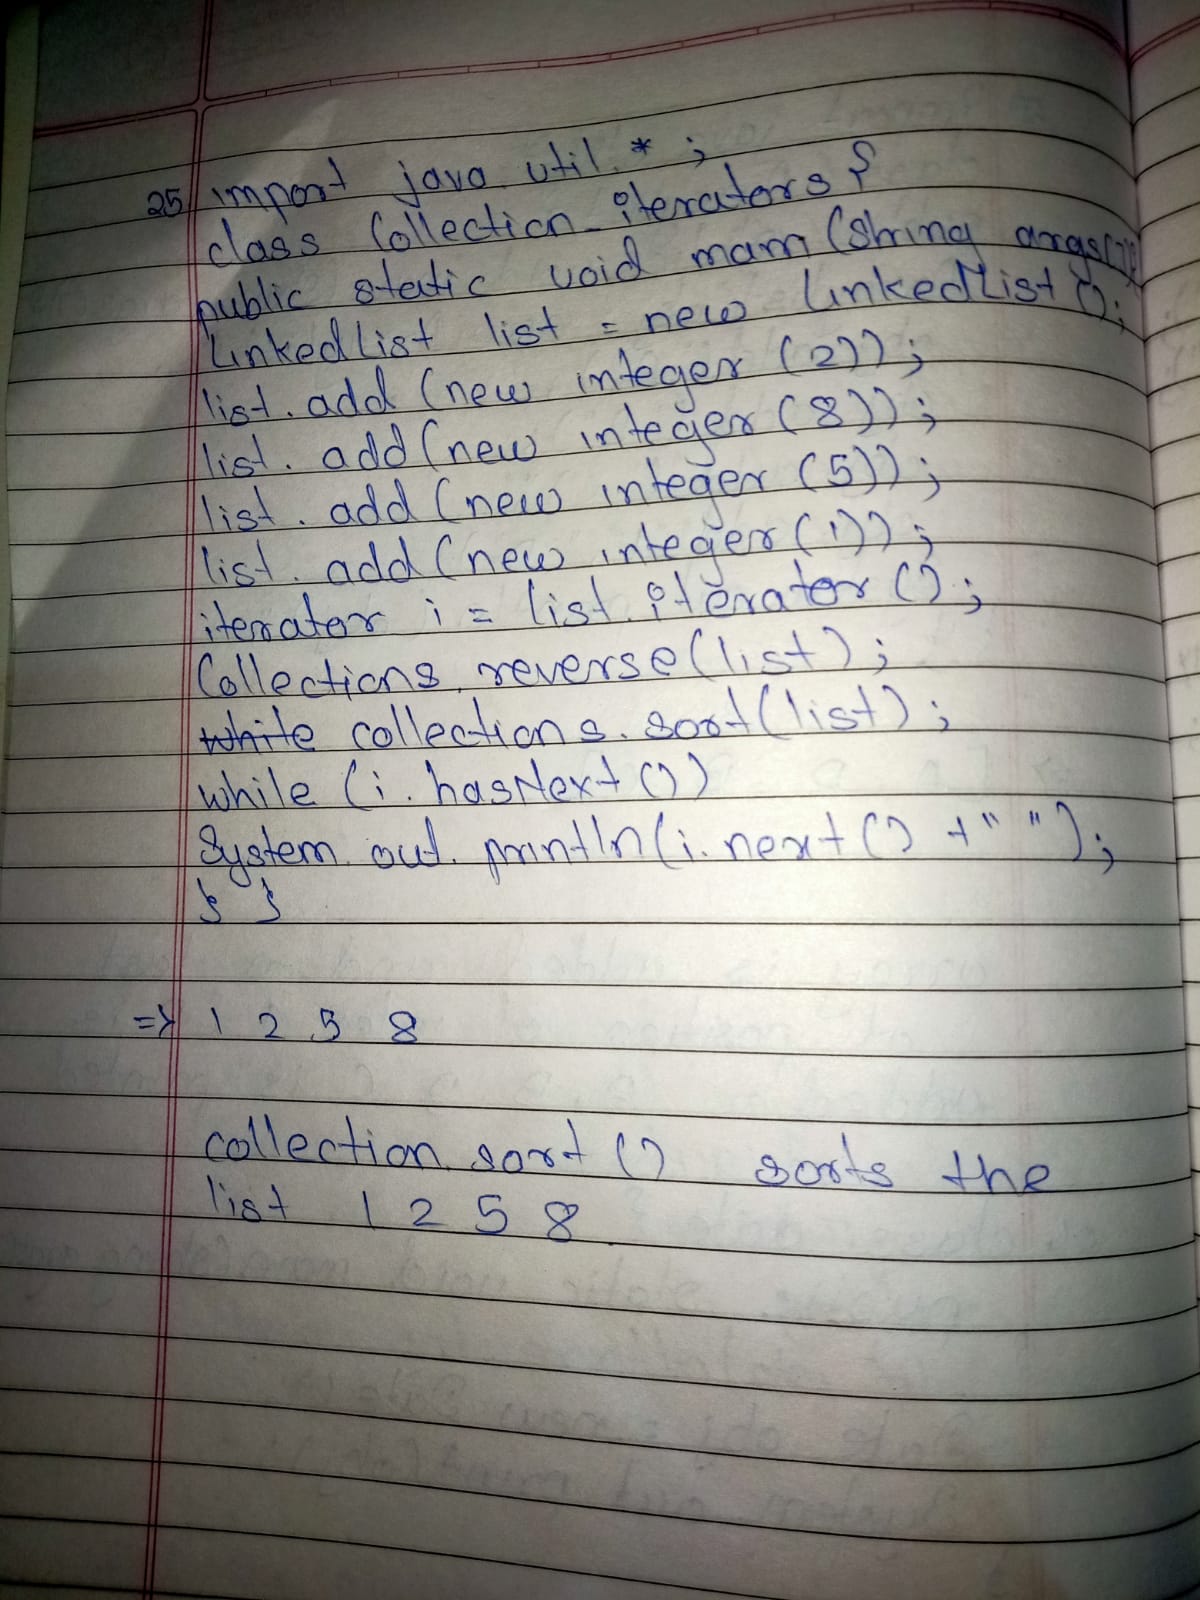 25 import java.util.* ;
class Collection_iterators {
public static void main (String args[]){
LinkedList list = new LinkedList ();
list.add (new integer (2));
list.add (new integer (8));
list.add (new integer (5));
list.add (new integer (1));
iterator i = list.iterator ();
Collections.reverse(list);
while collections.sort(list);
while (i.hasNext ())
System.out.println(i.next () +" ");
} }
=> 1 2 5 8
collection.sort () sorts the
list 1 2 5 8.